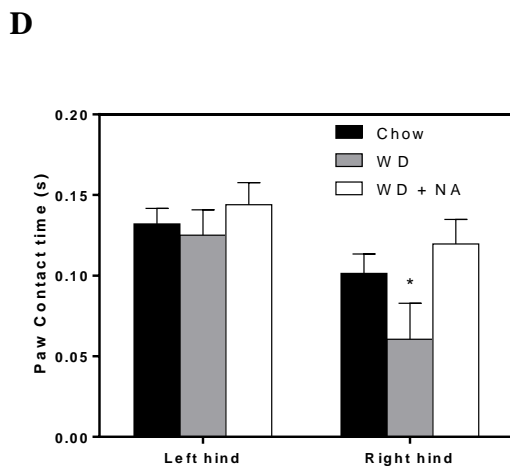 D
0.20
0.15
0.10
0.05
0.00
Paw Contact time (s)
Chow
WD
WD + NA
*
Left hind
Right hind